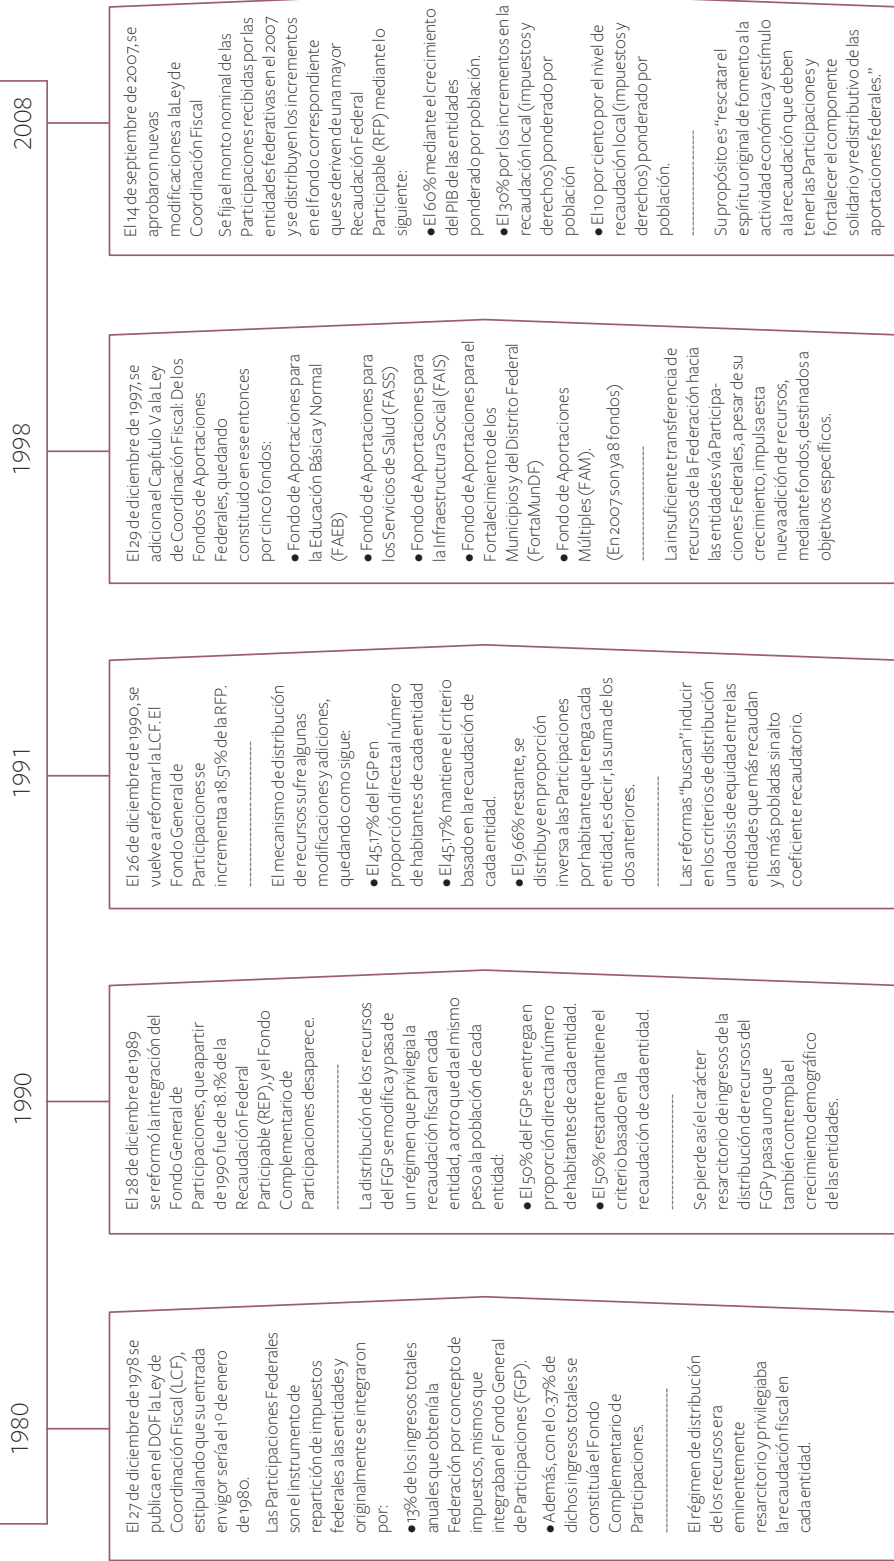 1980
El 27 de diciembre de 1978 se
publica en el DOF la Ley de
Coordinación Fiscal (LCF),
estipulando que su entrada
en vigor sería el 1º de enero
de 1980.
Las Participaciones Federales
son el instrumento de
repartición de impuestos
federales a las entidades y
originalmente se integraron
por:
• 13% de los ingresos totales
anuales que obtenía la
Federación por concepto de
impuestos, mismos que
integraban el Fondo General
de Participaciones (FGP).
• Además, con el 0.37% de
dichos ingresos totales se
constituía el Fondo
Complementario de
Participaciones.
El régimen de distribución
de los recursos era
eminentemente
resarcitorio y privilegiaba
la recaudación fiscal en
cada entidad.
1990
El 28 de diciembre de 1989
se reformó la integración del
Fondo General de
Participaciones, que a partir
de 1990 fue de 18.1% de la
Recaudación Federal
Participable (REP), y el Fondo
Complementario de
Participaciones desaparece.
La distribución de los recursos
del FGP se modifica y pasa de
un régimen que privilegia la
recaudación fiscal en cada
entidad, a otro que da el mismo
peso a la población de cada
entidad:
• El 50% del FGP se entrega en
proporción directa al número
de habitantes de cada entidad.
• El 50% restante mantiene el
criterio basado en la
recaudación de cada entidad.
Se pierde así el carácter
resarcitorio de ingresos de la
distribución de recursos del
FGP y pasa a uno que
también contempla el
crecimiento demográfico
de las entidades.
1991
El 26 de diciembre de 1990, se
vuelve a reformar la LCF. El
Fondo General de
Participaciones se
incrementa a 18.51% de la RFP.
El mecanismo de distribución
de recursos sufre algunas
modificaciones y adiciones,
quedando como sigue:
• El 45.17% del FGP en
proporción directa al número
de habitantes de cada entidad
• El 45.17% mantiene el criterio
basado en la recaudación de
cada entidad.
• El 9.66% restante, se
distribuye en proporción
inversa a las Participaciones
por habitante que tenga cada
entidad, es decir, la suma de los
dos anteriores.
Las reformas “buscan” inducir
en los criterios de distribución
una dosis de equidad entre las
entidades que más recaudan
y las más pobladas sin alto
coeficiente recaudatorio.
1998
El 29 de diciembre de 1997, se
adiciona el Capítulo V a la Ley
de Coordinación Fiscal: De los
Fondos de Aportaciones
Federales, quedando
constituido en ese entonces
por cinco fondos:
• Fondo de Aportaciones para
la Educación Básica y Normal
(FAEB)
• Fondo de Aportaciones para
los Servicios de Salud (FASS)
• Fondo de Aportaciones para
la Infraestructura Social (FAIS)
• Fondo de Aportaciones para el
Fortalecimiento de los
Municipios y del Distrito Federal
(FortaMunDF)
• Fondo de Aportaciones
Múltiples (FAM).
(En 2007 son ya 8 fondos)
La insuficiente transferencia de
recursos de la Federación hacia
las entidades vía Participa-
ciones Federales, a pesar de su
crecimiento, impulsa esta
nueva adición de recursos,
mediante fondos, destinados a
objetivos específicos.
2008
El 14 de septiembre de 2007, se
aprobaron nuevas
modificaciones a la Ley de
Coordinación Fiscal
Se fija el monto nominal de las
Participaciones recibidas por las
entidades federativas en el 2007
y se distribuyen los incrementos
en el fondo correspondiente
que se deriven de una mayor
Recaudación Federal
Participable (RFP) mediante lo
siguiente:
• El 60% mediante el crecimiento
del PIB de las entidades
ponderado por población.
• El 30% por los incrementos en la
recaudación local (impuestos y
derechos) ponderado por
población
• El 10 por ciento por el nivel de
recaudación local (impuestos y
derechos) ponderado por
población.
Su propósito es “rescatar el
espíritu original de fomento a la
actividad económica y estímulo
a la recaudación que deben
tener las Participaciones y
fortalecer el componente
solidario y redistributivo de las
aportaciones federales.”